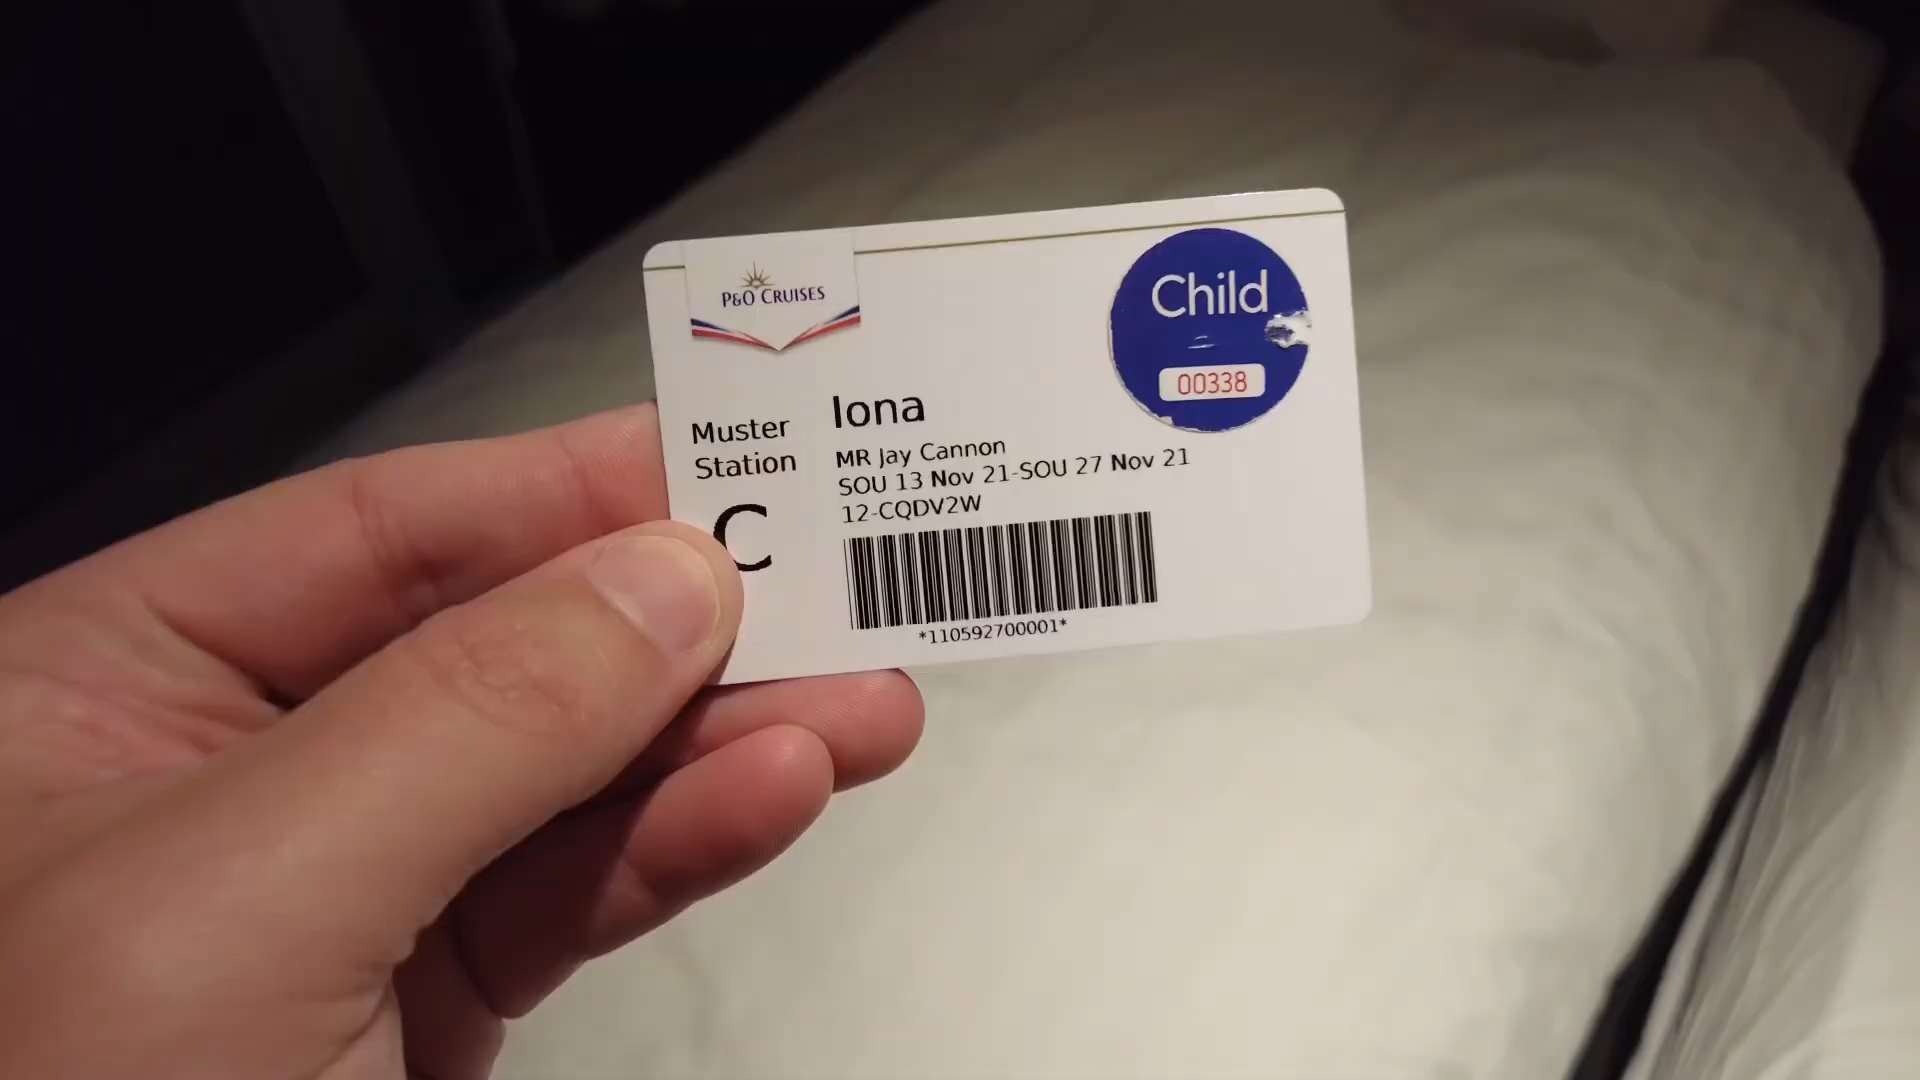 P&O CRUISES
Child
00338
Muster
Station
C
Iona
MR Jay Cannon
SOU 13 Nov 21-SOU 27 Nov 21
12-CQDV2W
*110592700001*